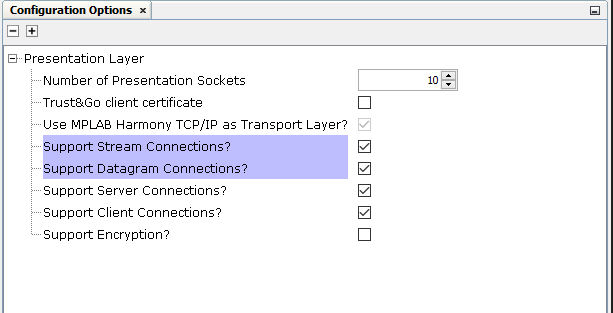 Configuration Options
Presentation Layer
Number of Presentation Sockets 10
Trust&Go client certificate
Use MPLAB Harmony TCP/IP as Transport Layer?
Support Stream Connections?
Support Datagram Connections?
Support Server Connections?
Support Client Connections?
Support Encryption?